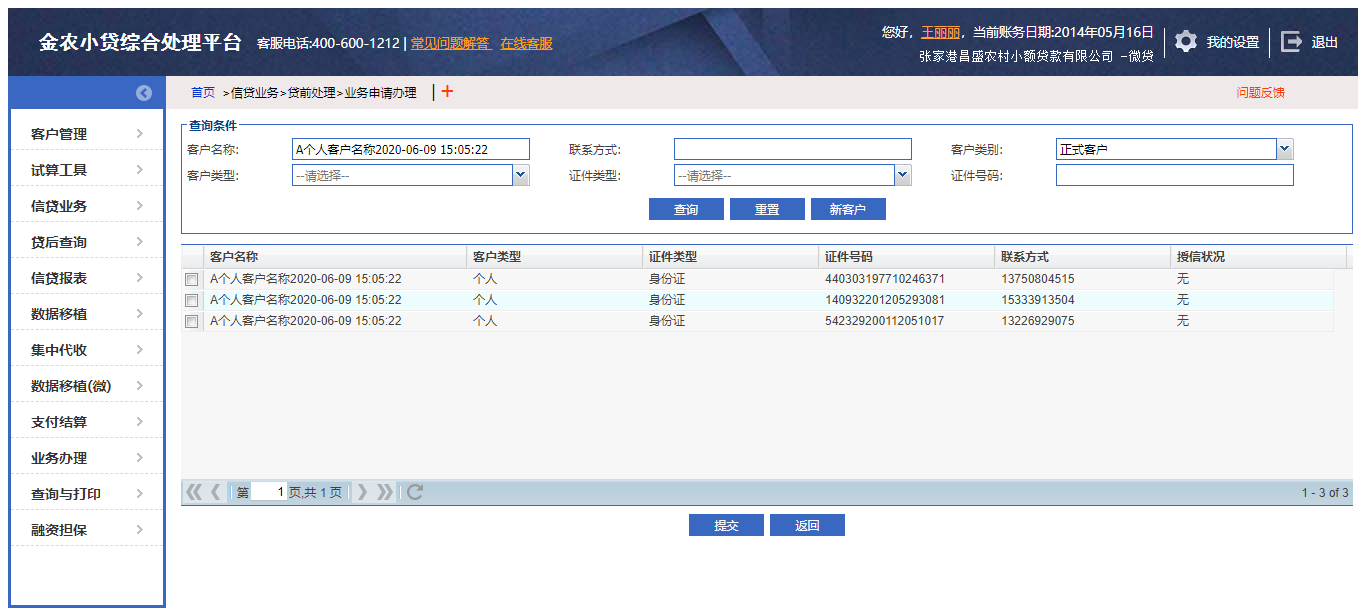 金农小贷综合处理平台 客服电话:400-600-1212 | 常见问题解答 在线客服
您好，王丽丽，当前账务日期:2014年05月16日
张家港昌盛农村小额贷款有限公司 -微贷
我的设置 退出
首页 >信贷业务>贷前处理>业务申请办理 | + 问题反馈
客户管理
试算工具
信贷业务
贷后查询
信贷报表
数据移植
集中代收
数据移植(微)
支付结算
业务办理
查询与打印
融资担保
查询条件
客户名称: A个人客户名称2020-06-09 15:05:22 联系方式: 客户类别: 正式客户
客户类型: --请选择-- 证件类型: --请选择-- 证件号码:
查询 重置 新客户
客户名称 客户类型 证件类型 证件号码 联系方式 授信状况
A个人客户名称2020-06-09 15:05:22 个人 身份证 440303197710246371 13750804515 无
A个人客户名称2020-06-09 15:05:22 个人 身份证 140932201205293081 15333913504 无
A个人客户名称2020-06-09 15:05:22 个人 身份证 542329200112051017 13226929075 无
第 1 页,共 1 页 1 - 3 of 3
提交 返回